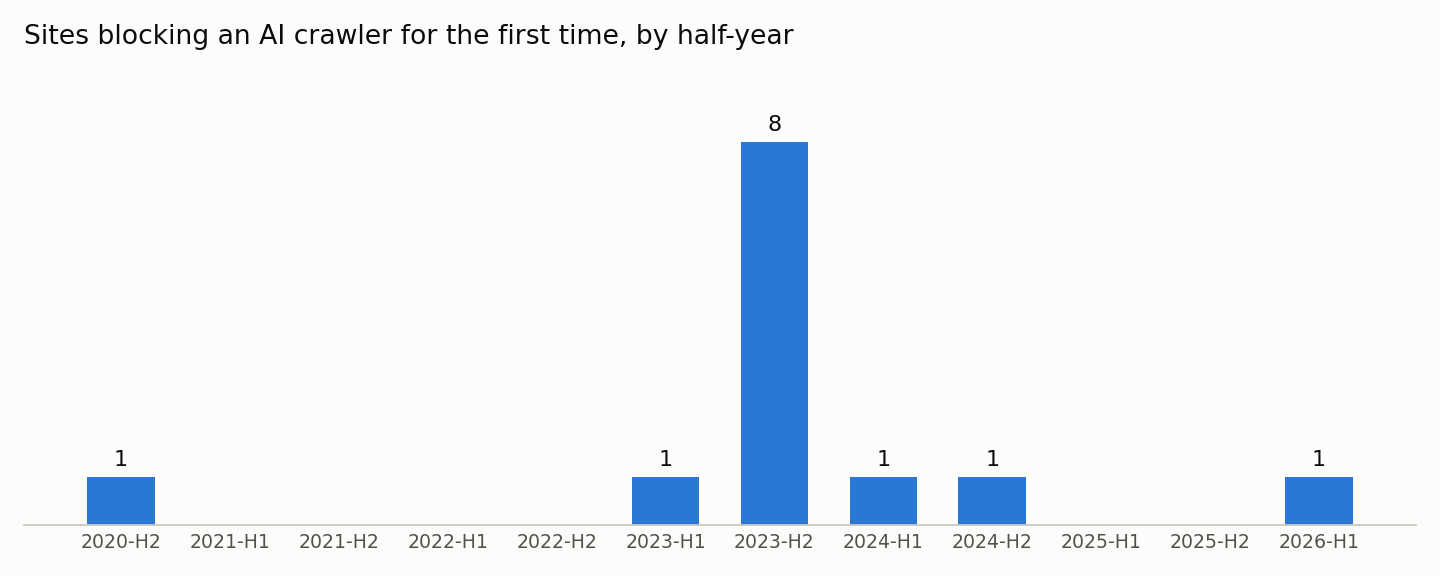 Sites blocking an AI crawler for the first time, by half-year
8
1 1 1 1 1
2020-H2 2021-H1 2021-H2 2022-H1 2022-H2 2023-H1 2023-H2 2024-H1 2024-H2 2025-H1 2025-H2 2026-H1